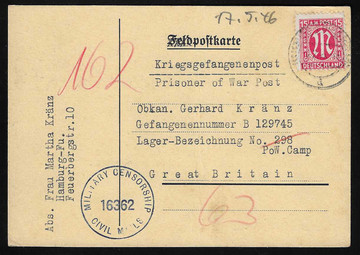 17. 5. 46
Feldpostkarte
Kriegsgefangenenpost
Prisoner of War Post
162
Obkan. Gerhard Kränz
Gefangenennummer B 129745
Lager-Bezeichnung No. 298
PoW.Camp
Great Britain
63
Abs. Frau Martha Kränz
Hamburg-Fu.
Feuerbergstr.10
MILITARY CENSORSHIP
16362
CIVIL MAILS
15 AM POST 15
M
DEUTSCHLAND